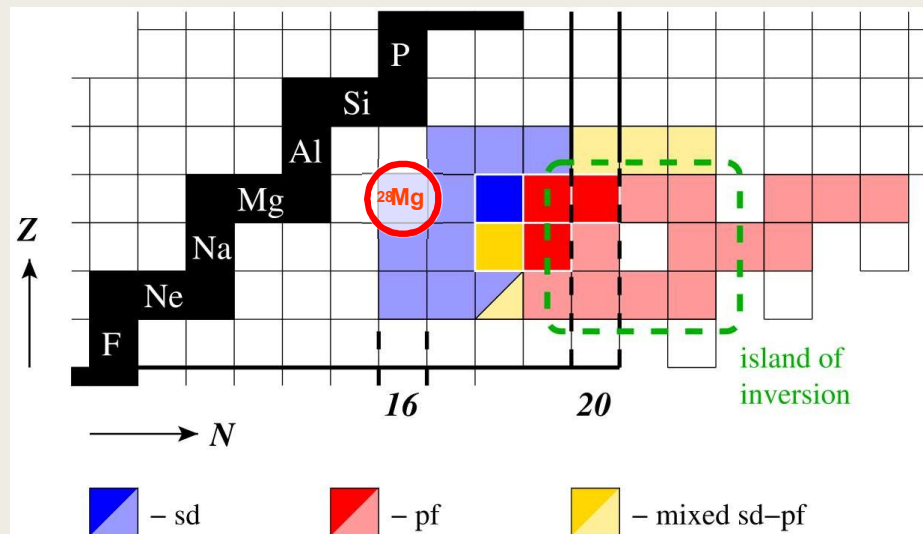 P
Si
Al
28Mg
Mg
Z
Na
Ne
F
island of
inversion
16
20
N
– sd
– pf
– mixed sd–pf